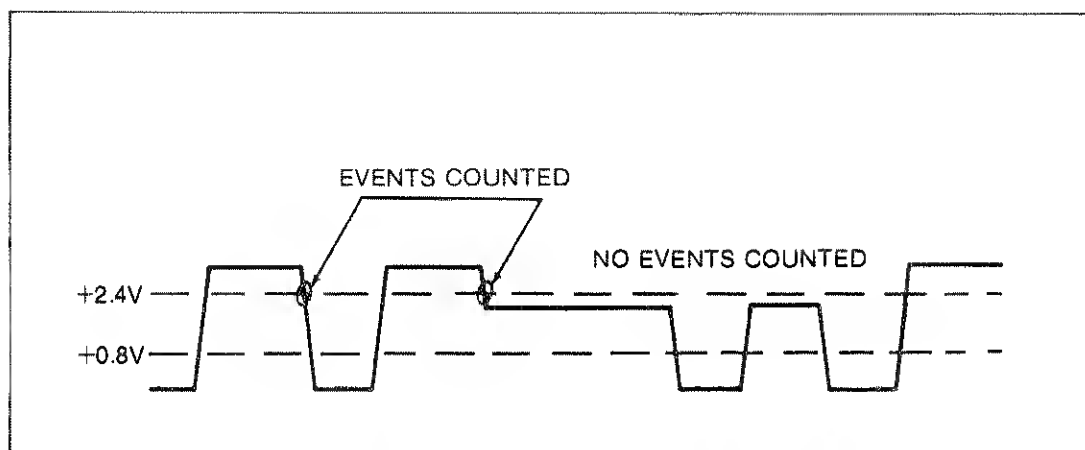 EVENTS COUNTED
NO EVENTS COUNTED
+2.4V
+0.8V